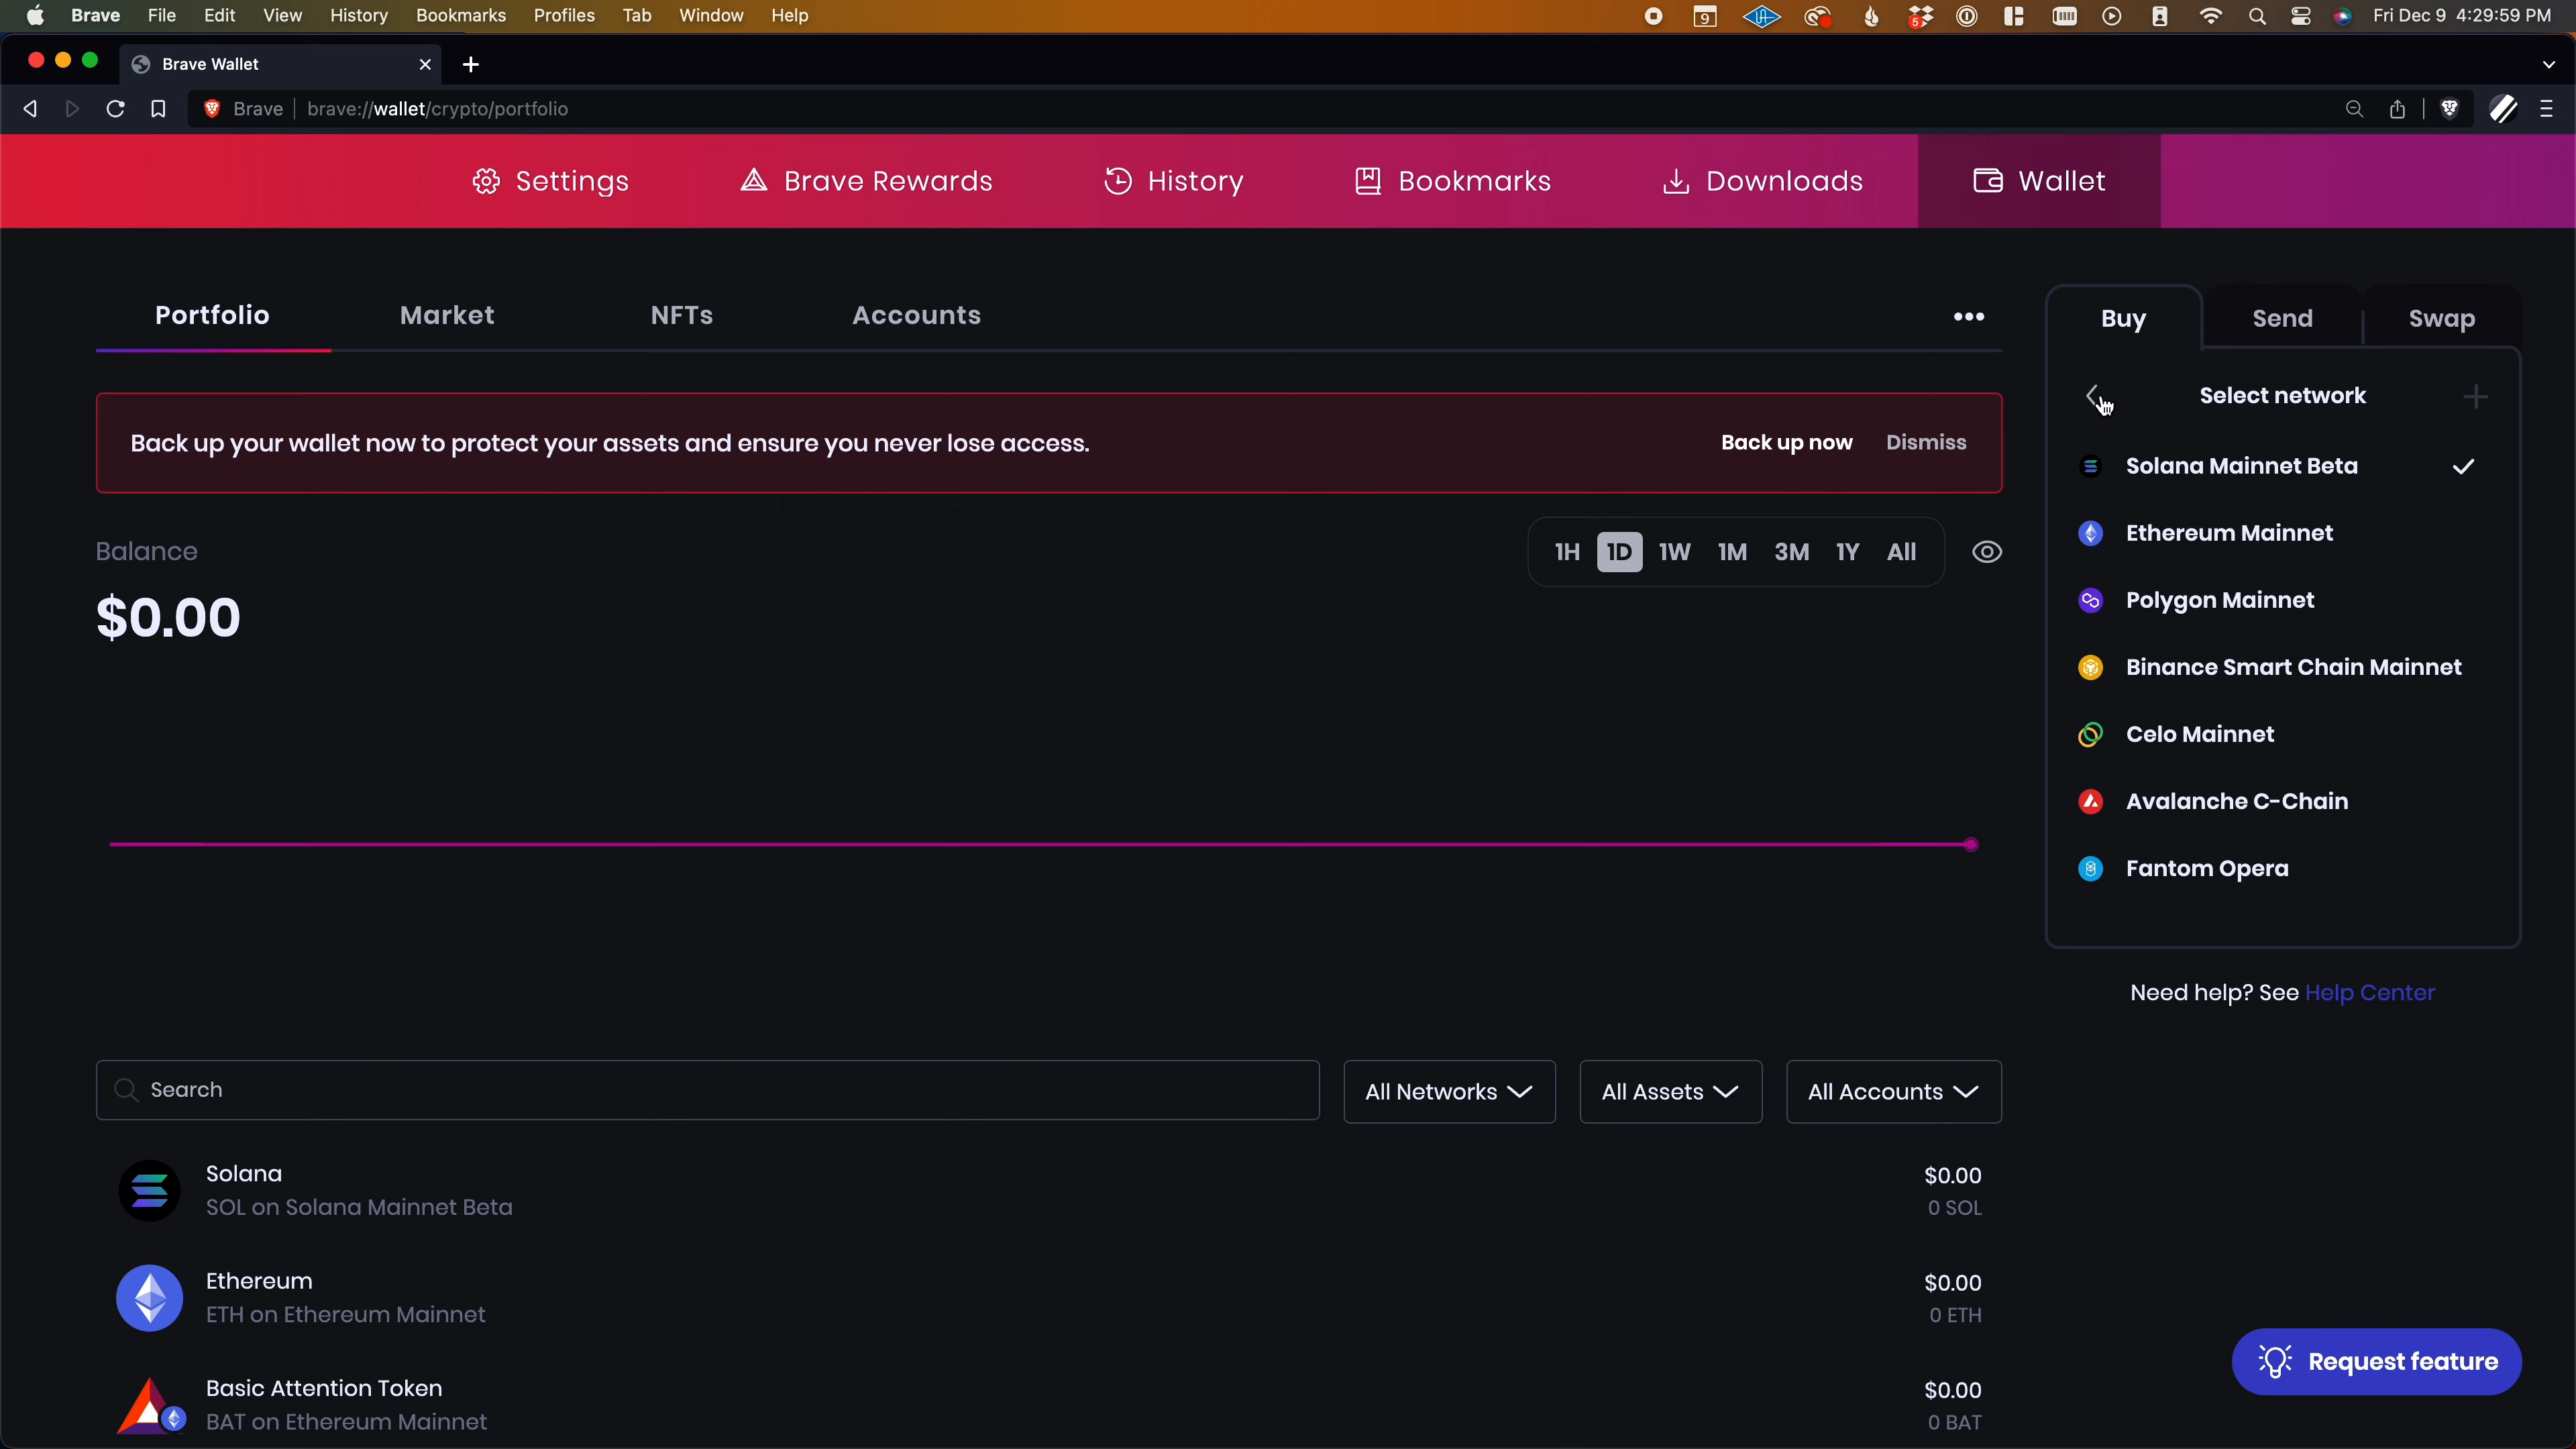 Brave File Edit View History Bookmarks Profiles Tab Window Help
9
5
Fri Dec 9 4:29:59 PM
Brave Wallet
Brave brave://wallet/crypto/portfolio
Settings
Brave Rewards
History
Bookmarks
Downloads
Wallet
Portfolio
Market
NFTs
Accounts
Buy
Send
Swap
Select network
Back up your wallet now to protect your assets and ensure you never lose access.
Back up now
Dismiss
Solana Mainnet Beta
Ethereum Mainnet
Polygon Mainnet
Binance Smart Chain Mainnet
Celo Mainnet
Avalanche C-Chain
Fantom Opera
Balance
1H 1D 1W 1M 3M 1Y All
$0.00
Need help? See Help Center
Search
All Networks
All Assets
All Accounts
Solana
SOL on Solana Mainnet Beta
$0.00
0 SOL
Ethereum
ETH on Ethereum Mainnet
$0.00
0 ETH
Basic Attention Token
BAT on Ethereum Mainnet
$0.00
0 BAT
Request feature